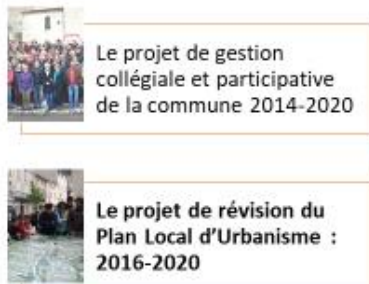 Le projet de gestion
collégiale et participative
de la commune 2014-2020
Le projet de révision du
Plan Local d'Urbanisme :
2016-2020